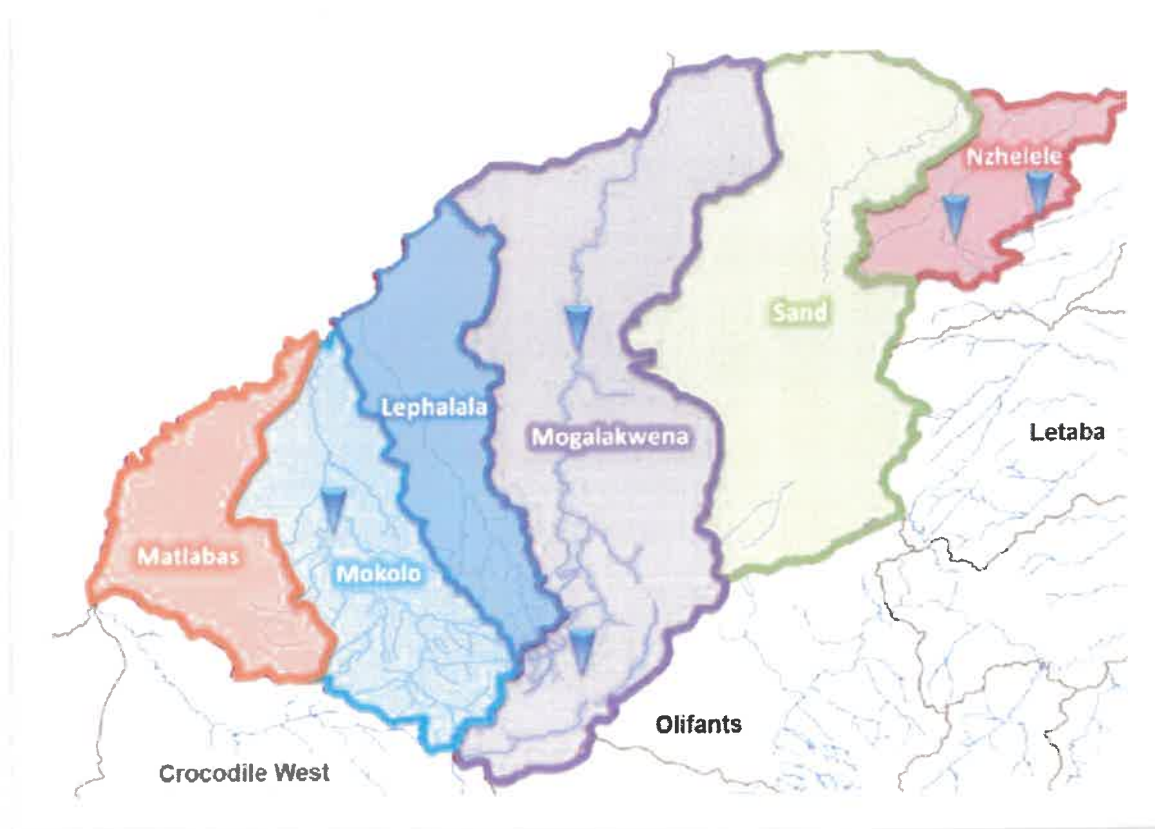 Nzhelele
Sand
Lephalala
Mogalakwena
Letaba
Matlabas
Mokolo
Olifants
Crocodile West